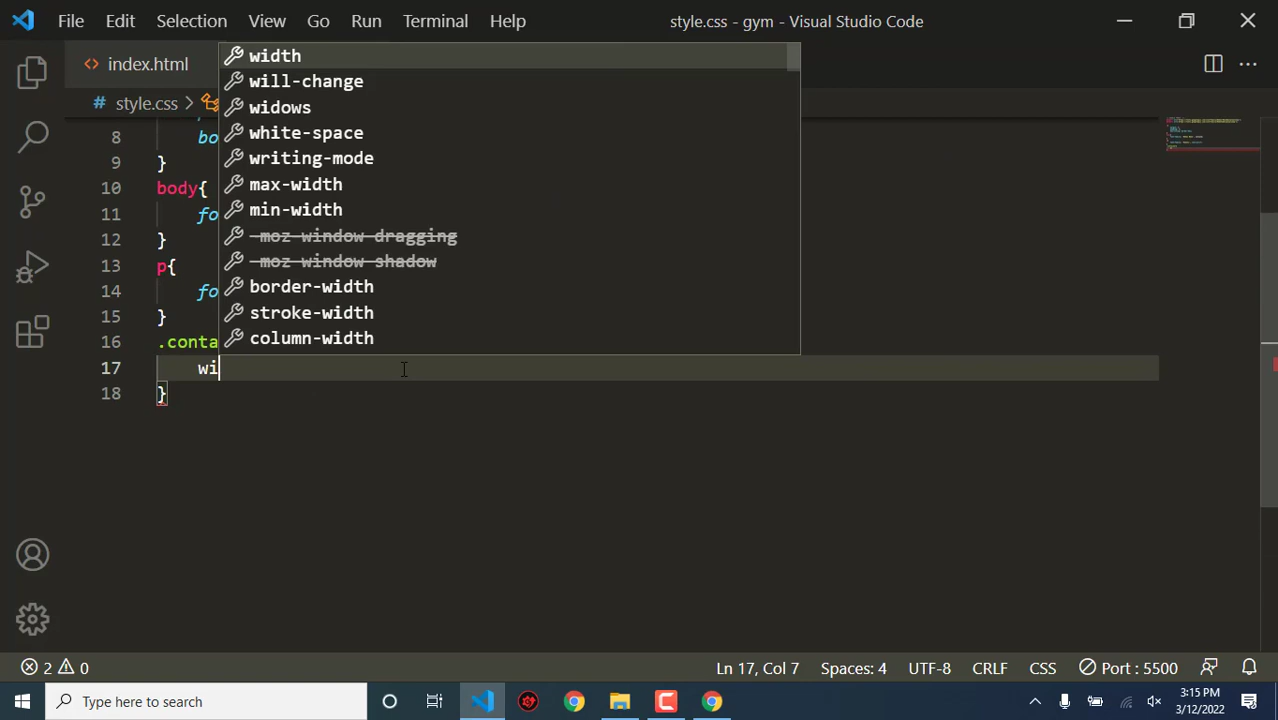 File Edit Selection View Go Run Terminal Help style.css - gym - Visual Studio Code
<> index.html
# style.css >
width
will-change
widows
white-space
writing-mode
max-width
min-width
-moz-window-dragging
-moz-window-shadow
border-width
stroke-width
column-width
8 bo
9 }
10 body{
11 fo
12 }
13 p{
14 fo
15 }
16 .conta
17 wi
18 }
2 0 Ln 17, Col 7 Spaces: 4 UTF-8 CRLF CSS Port : 5500
Type here to search
3:15 PM
3/12/2022